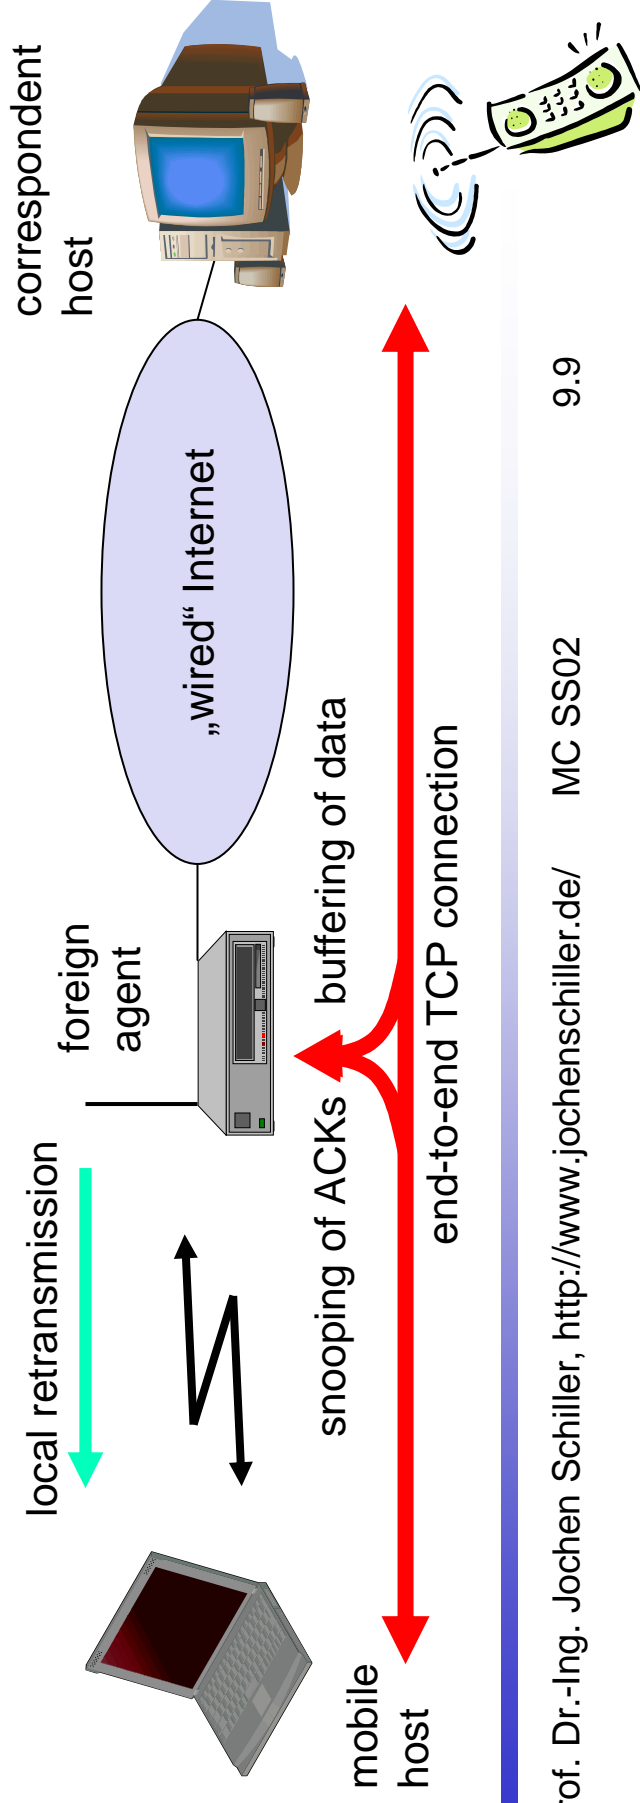 local retransmission
foreign
agent
correspondent
host
„wired“ Internet
snooping of ACKs
buffering of data
mobile
host
end-to-end TCP connection
rof. Dr.-Ing. Jochen Schiller, http://www.jochenschiller.de/
MC SS02
9.9